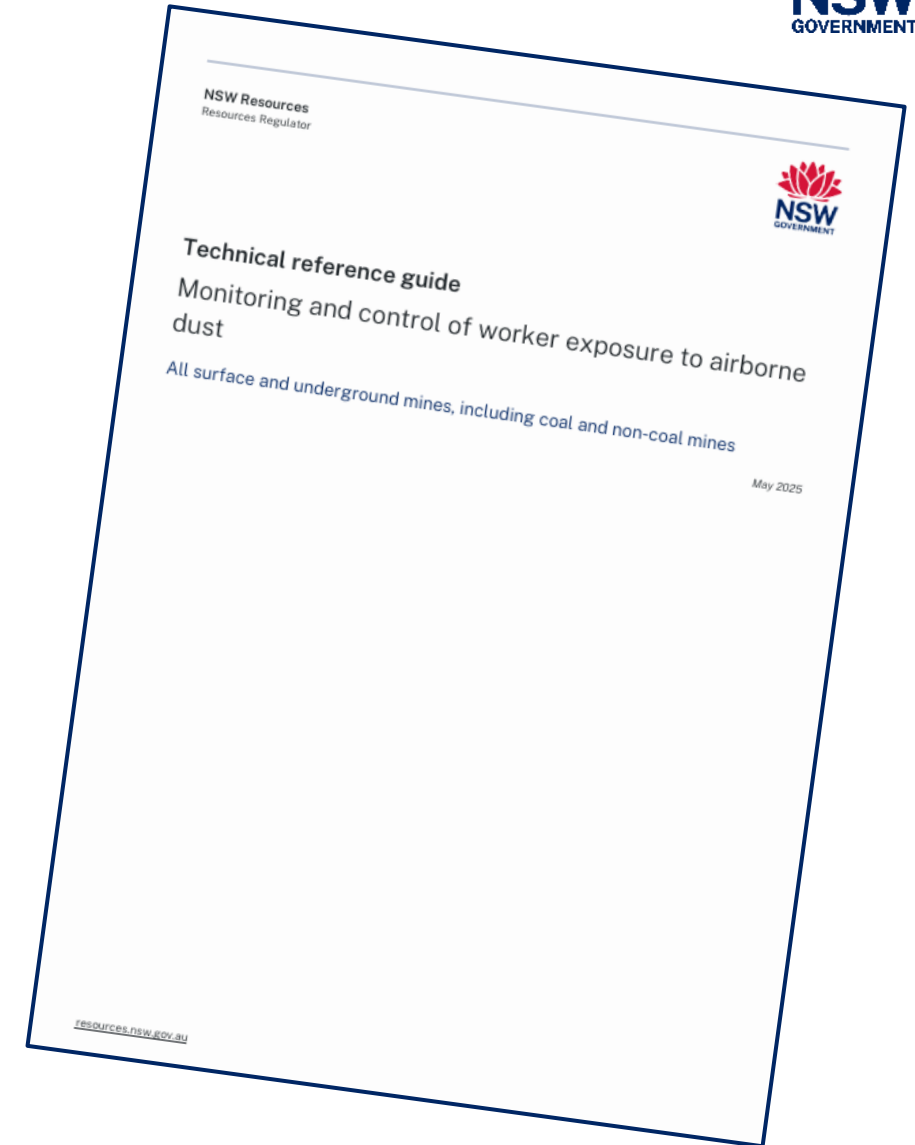 NSW
GOVERNMENT
NSW Resources
Resources Regulator
NSW
GOVERNMENT
Technical reference guide
Monitoring and control of worker exposure to airborne
dust
All surface and underground mines, including coal and non-coal mines
May 2025
resources.nsw.gov.au